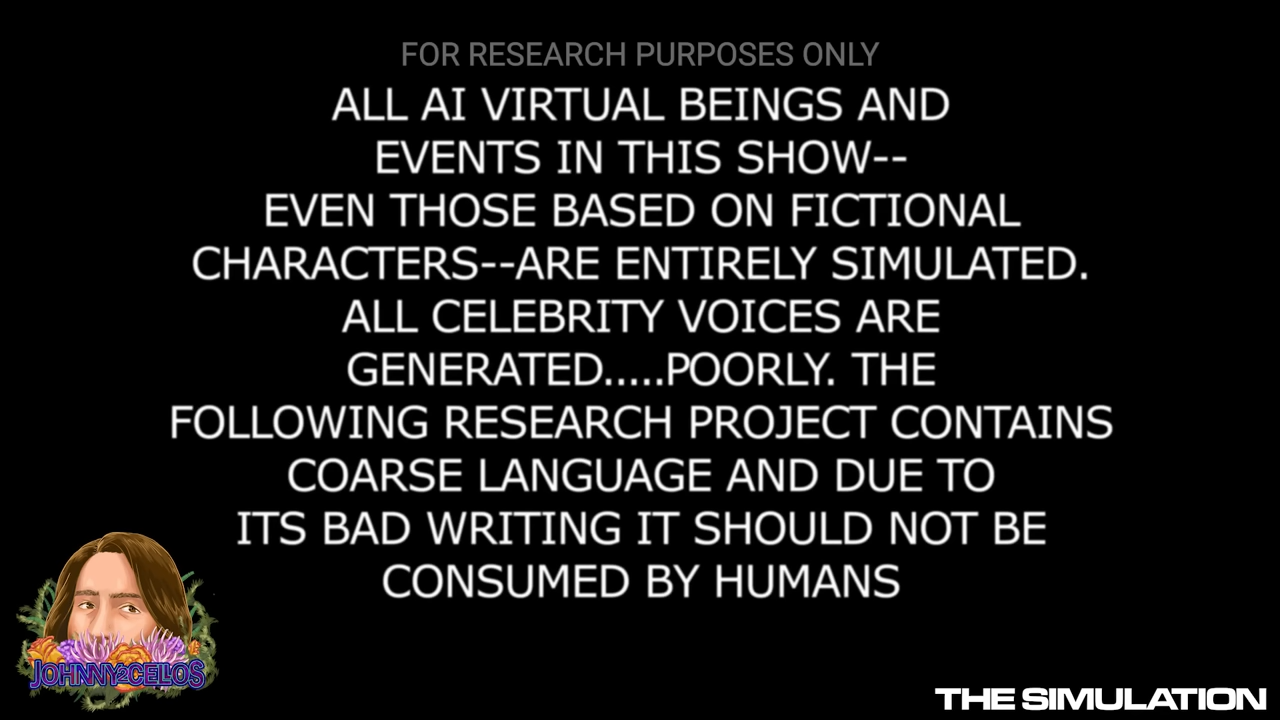 FOR RESEARCH PURPOSES ONLY
ALL AI VIRTUAL BEINGS AND
EVENTS IN THIS SHOW--
EVEN THOSE BASED ON FICTIONAL
CHARACTERS--ARE ENTIRELY SIMULATED.
ALL CELEBRITY VOICES ARE
GENERATED.....POORLY. THE
FOLLOWING RESEARCH PROJECT CONTAINS
COARSE LANGUAGE AND DUE TO
ITS BAD WRITING IT SHOULD NOT BE
CONSUMED BY HUMANS
JOHNNY2CELLOS
THE SIMULATION